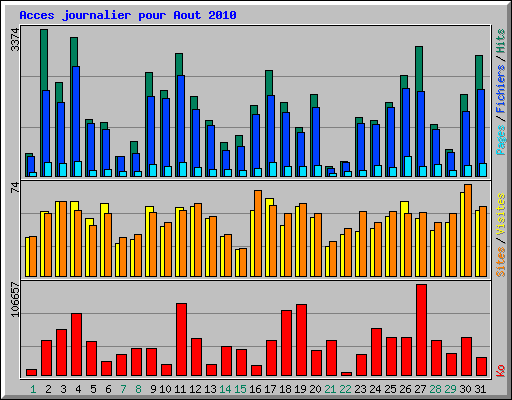 Acces journalier pour Aout 2010
3374
Pages / Fichiers / Hits
74
Sites / Visites
106657
Ko
1 2 3 4 5 6 7 8 9 10 11 12 13 14 15 16 17 18 19 20 21 22 23 24 25 26 27 28 29 30 31